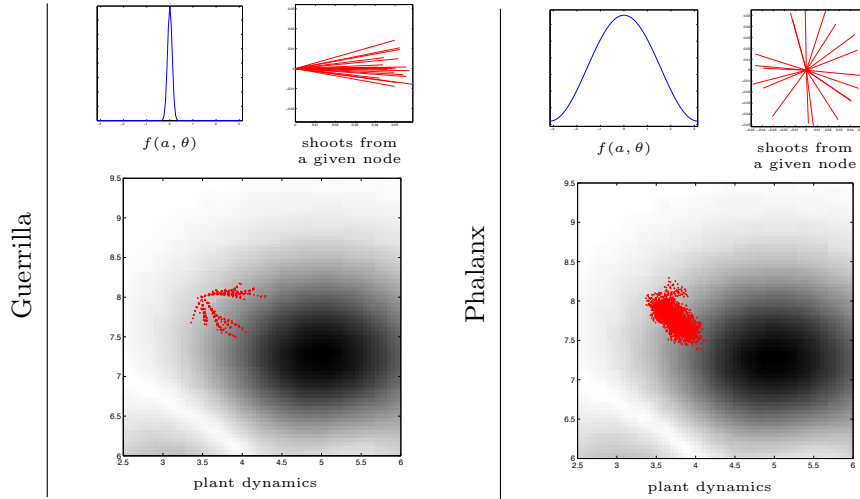 Guerrilla
f(a, θ)
shoots from
a given node
9.5
9
8.5
8
7.5
7
6.5
6
2.5 3 3.5 4 4.5 5 5.5 6
plant dynamics
Phalanx
f(a, θ)
shoots from
a given node
9.5
9
8.5
8
7.5
7
6.5
6
2.5 3 3.5 4 4.5 5 5.5 6
plant dynamics